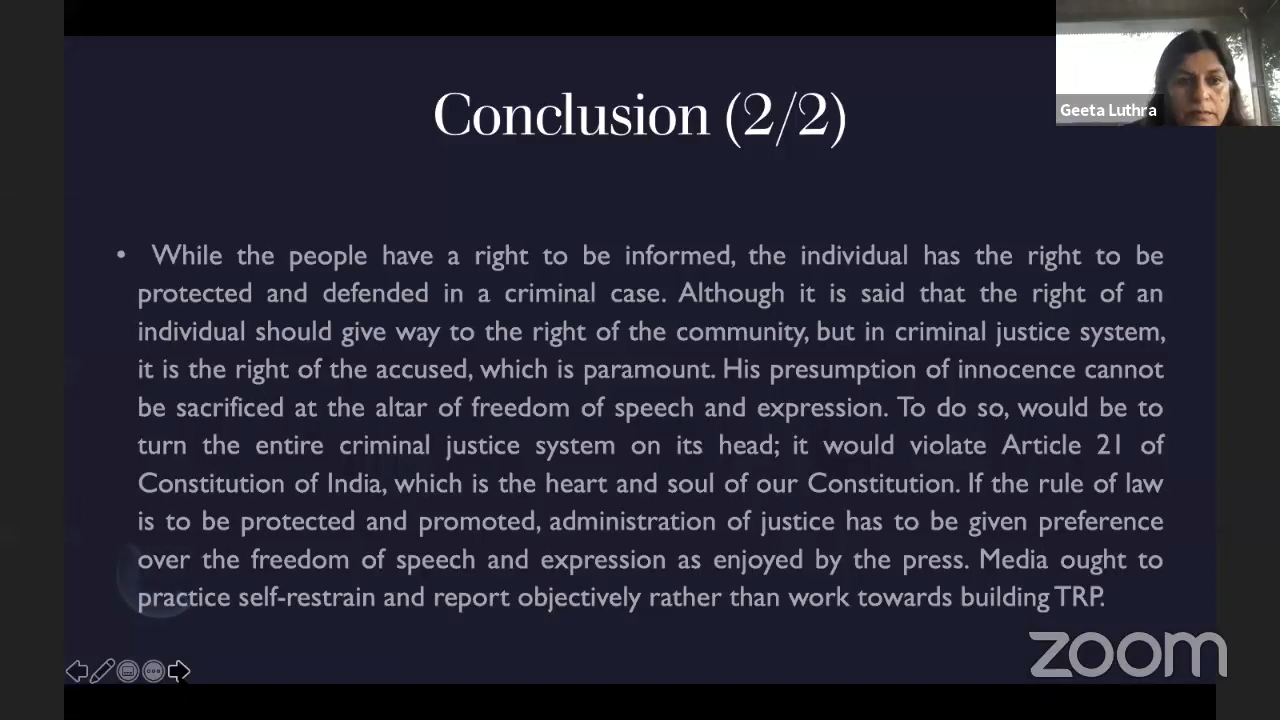 Conclusion (2/2)
Geeta Luthra
• While the people have a right to be informed, the individual has the right to be
protected and defended in a criminal case. Although it is said that the right of an
individual should give way to the right of the community, but in criminal justice system,
it is the right of the accused, which is paramount. His presumption of innocence cannot
be sacrificed at the altar of freedom of speech and expression. To do so, would be to
turn the entire criminal justice system on its head; it would violate Article 21 of
Constitution of India, which is the heart and soul of our Constitution. If the rule of law
is to be protected and promoted, administration of justice has to be given preference
over the freedom of speech and expression as enjoyed by the press. Media ought to
practice self-restrain and report objectively rather than work towards building TRP.
zoom